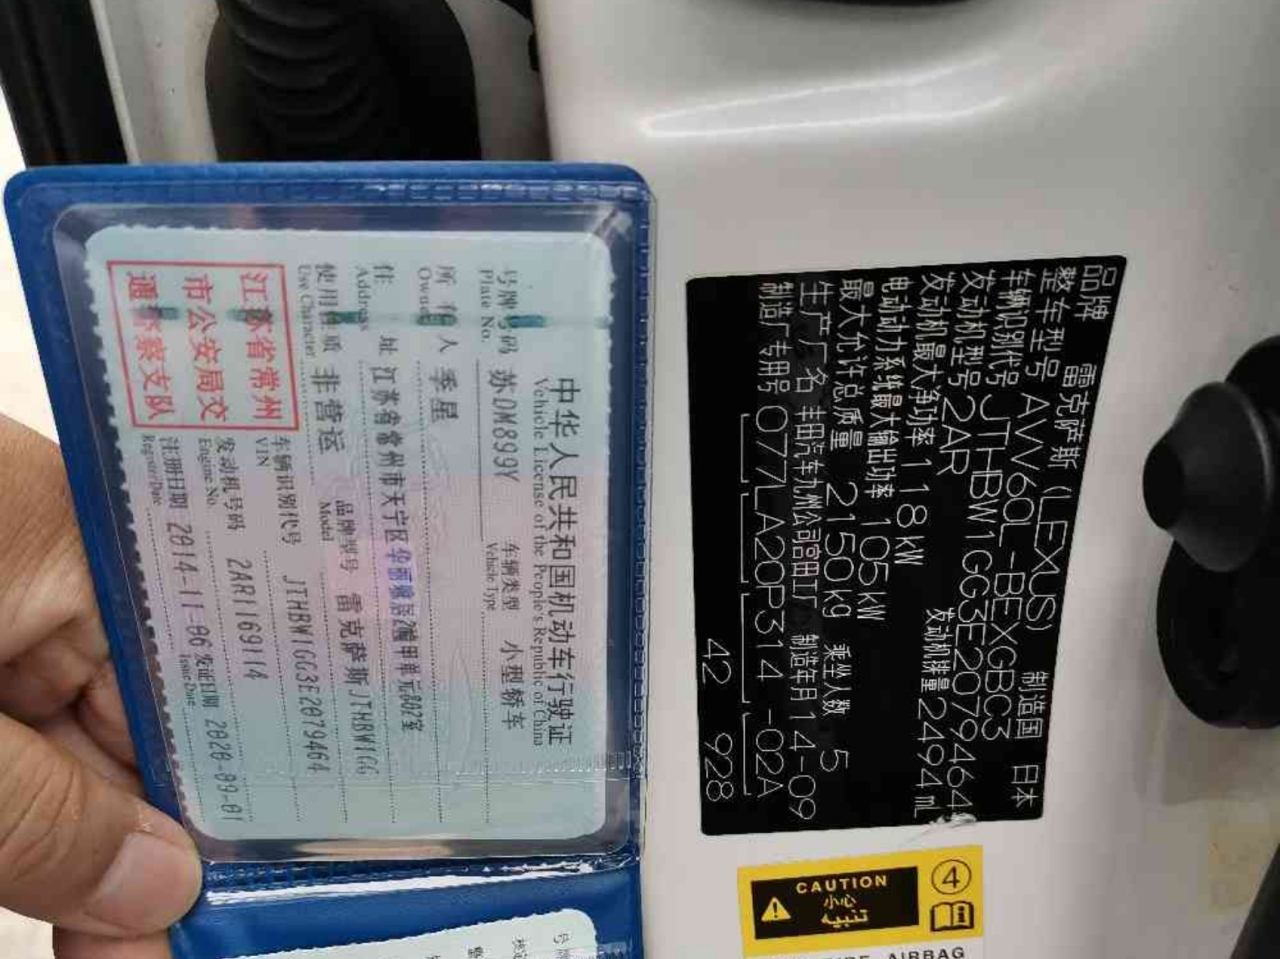 中华人民共和国机动车行驶证
Vehicle License of the People's Republic of China
号牌号码 苏DM899Y 车辆类型 小型轿车
Plate No. Vehicle Type
所有人 季星
Owner
住 址 江苏省常州市天宁区华丽 2幢甲单元802室
Address
使用性质 非营运 品牌型号 雷克萨斯JTHBW1GG
Use Character Model
江苏省常州
市公安局交
通警察支队
车辆识别代号 JTHBW1GG3E2079464
VIN
发动机号码 2AR1169114
Engine No.
注册日期 2014-11-06 发证日期 2020-09-01
Register Date Issue Date
品牌 雷克萨斯 (LEXUS) 制造国 日本
整车型号 AVV60L-BEXGBC3
车辆识别代号 JTHBW1GG3E2079464
发动机型号 2AR 发动机排量 2494ml
发动机最大净功率 118kW
电动动力系统最大输出功率 105kW
最大允许总质量 2150kg 乘坐人数 5
生产厂名 丰田汽车九州公司宫田工厂 制造年月 14-09
制造厂专用号 077LA20P314 -02A
42 928
CAUTION
小心
تنبيه
4
AIRBAG